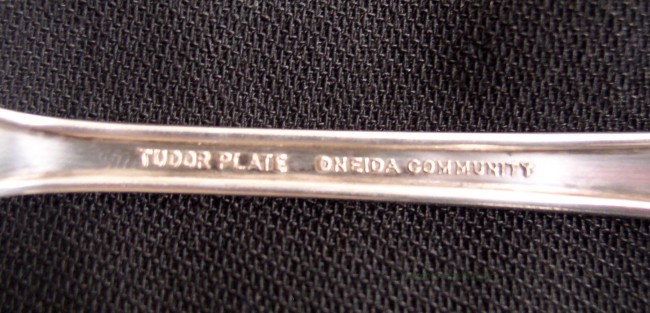 TUDOR PLATE ONEIDA COMMUNITY